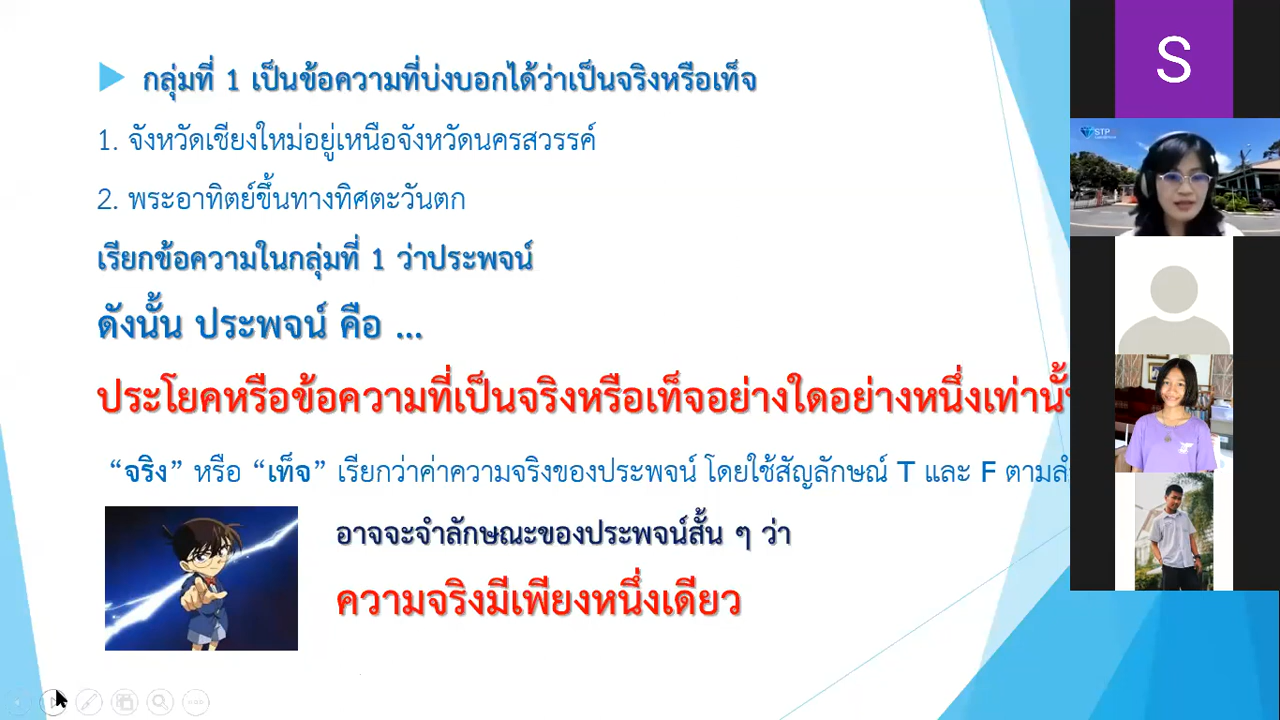 กลุ่มที่ 1 เป็นข้อความที่บ่งบอกได้ว่าเป็นจริงหรือเท็จ
1. จังหวัดเชียงใหม่อยู่เหนือจังหวัดนครสวรรค์
2. พระอาทิตย์ขึ้นทางทิศตะวันตก
เรียกข้อความในกลุ่มที่ 1 ว่าประพจน์
ดังนั้น ประพจน์ คือ ...
ประโยคหรือข้อความที่เป็นจริงหรือเท็จอย่างใดอย่างหนึ่งเท่านั้
“จริง” หรือ “เท็จ” เรียกว่าค่าความจริงของประพจน์ โดยใช้สัญลักษณ์ T และ F ตาม
อาจจะจำลักษณะของประพจน์สั้น ๆ ว่า
ความจริงมีเพียงหนึ่งเดียว
S
STP